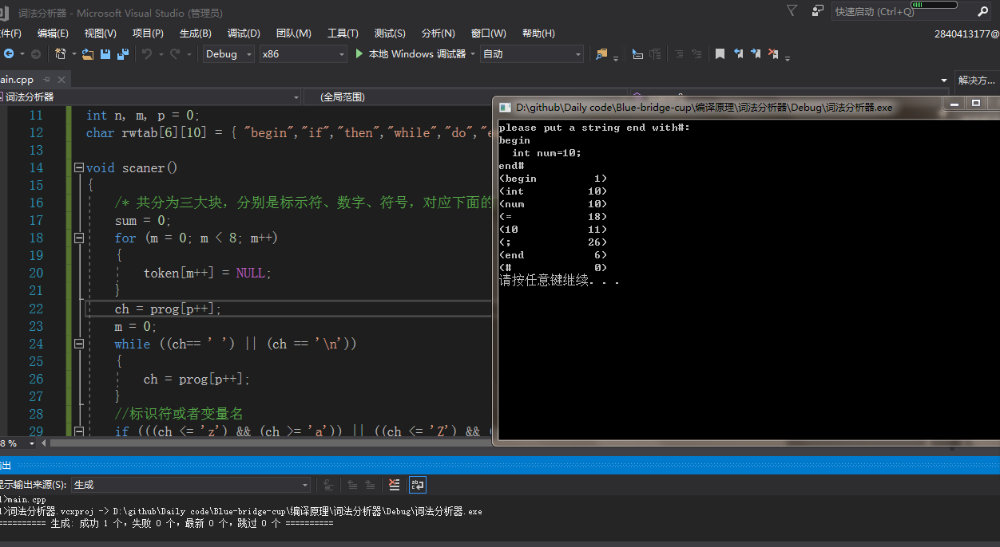 词法分析器 - Microsoft Visual Studio (管理员)
快速启动 (Ctrl+Q)
件(F) 编辑(E) 视图(V) 项目(P) 生成(B) 调试(D) 团队(M) 工具(T) 测试(S) 分析(N) 窗口(W) 帮助(H)
2840413177@
Debug x86 本地 Windows 调试器 自动
ain.cpp
解决方...
词法分析器 (全局范围)
11 int n, m, p = 0;
12 char rwtab[6][10] = { "begin","if","then","while","do","e
13
14 void scaner()
15 {
16 /* 共分为三大块，分别是标示符、数字、符号，对应下面的
17 sum = 0;
18 for (m = 0; m < 8; m++)
19 {
20 token[m++] = NULL;
21 }
22 ch = prog[p++];
23 m = 0;
24 while ((ch== ' ') || (ch == '\n'))
25 {
26 ch = prog[p++];
27 }
28 //标识符或者变量名
29 if (((ch <= 'z') && (ch >= 'a')) || ((ch <= 'Z') && (
8 %
D:\github\Daily code\Blue-bridge-cup\编译原理\词法分析器\Debug\词法分析器.exe
please put a string end with#:
begin
int num=10;
end#
(begin 1)
(int 10)
(num 10)
(= 18)
(10 11)
(; 26)
(end 6)
(# 0)
请按任意键继续. . .
出
显示输出来源(S): 生成
1>main.cpp
1>词法分析器.vcxproj -> D:\github\Daily code\Blue-bridge-cup\编译原理\词法分析器\Debug\词法分析器.exe
========== 生成: 成功 1 个，失败 0 个，最新 0 个，跳过 0 个 ==========